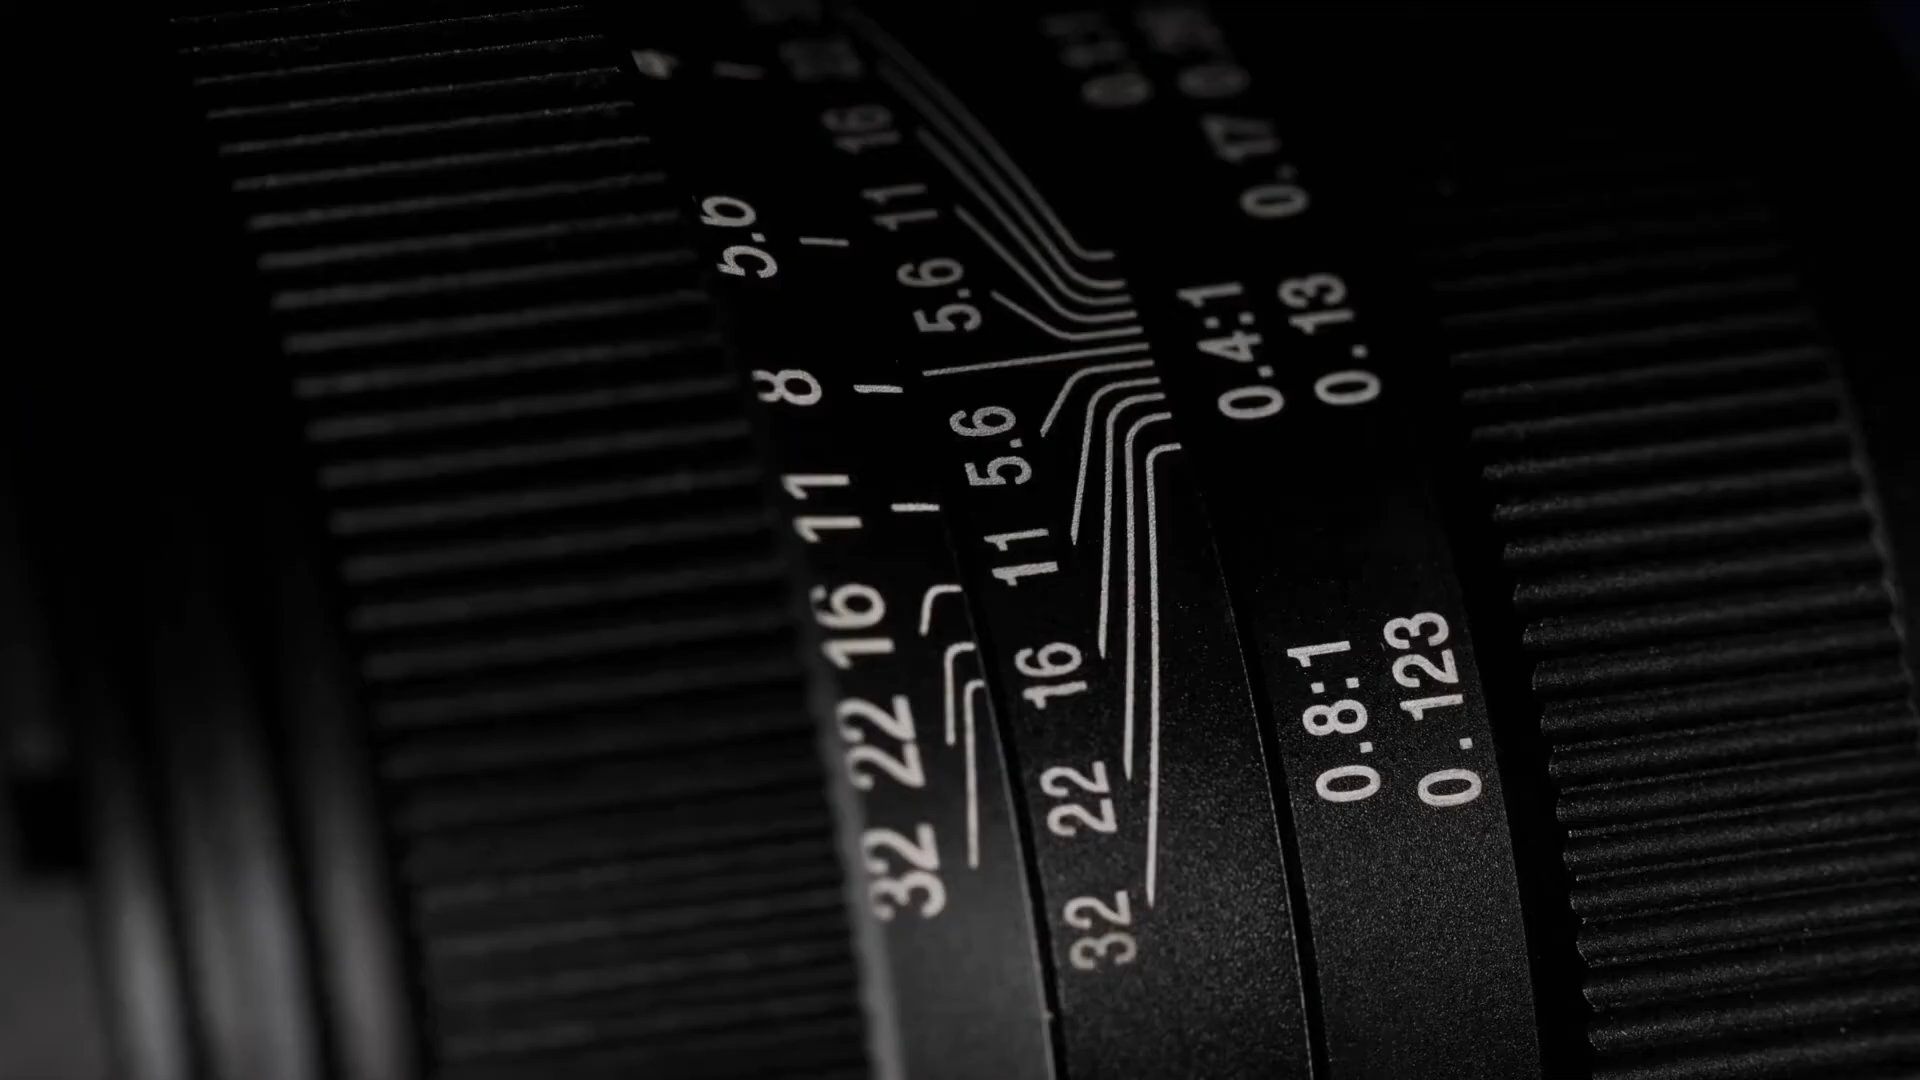 32 22 16 11 8 5.6 4
32 22 16 11 5.6 5.6 11 16
0.8:1 0.4:1
0.123 0.13 0.17